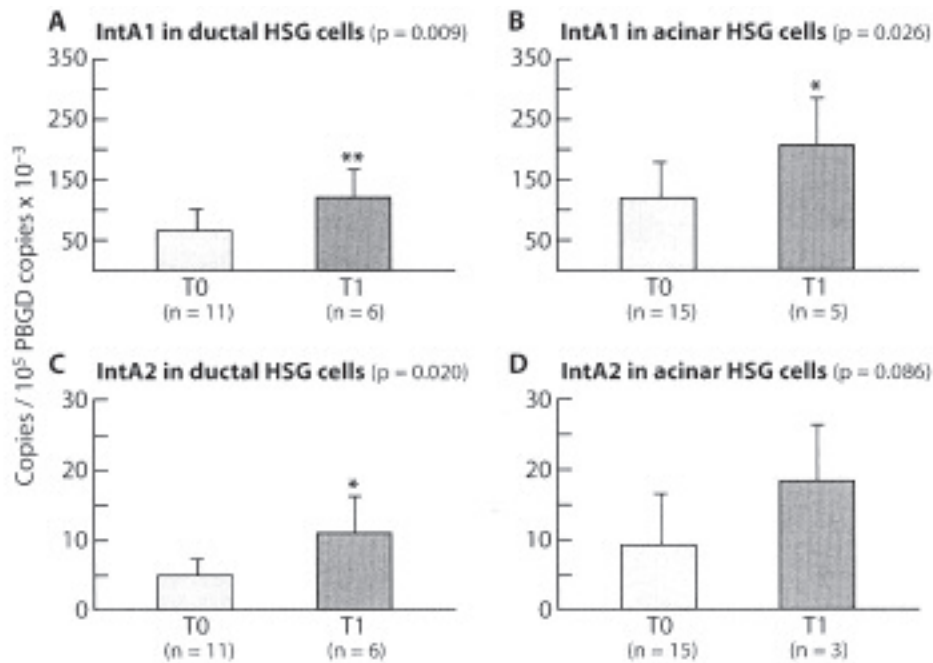 Copies / 10⁵ PBGD copies x 10⁻³
A IntA1 in ductal HSG cells (p = 0.009)
350
250
150
50
**
T0 T1
(n = 11) (n = 6)
B IntA1 in acinar HSG cells (p = 0.026)
350
250
150
50
*
T0 T1
(n = 15) (n = 5)
C IntA2 in ductal HSG cells (p = 0.020)
30
20
10
0
*
T0 T1
(n = 11) (n = 6)
D IntA2 in acinar HSG cells (p = 0.086)
30
20
10
0
T0 T1
(n = 15) (n = 3)